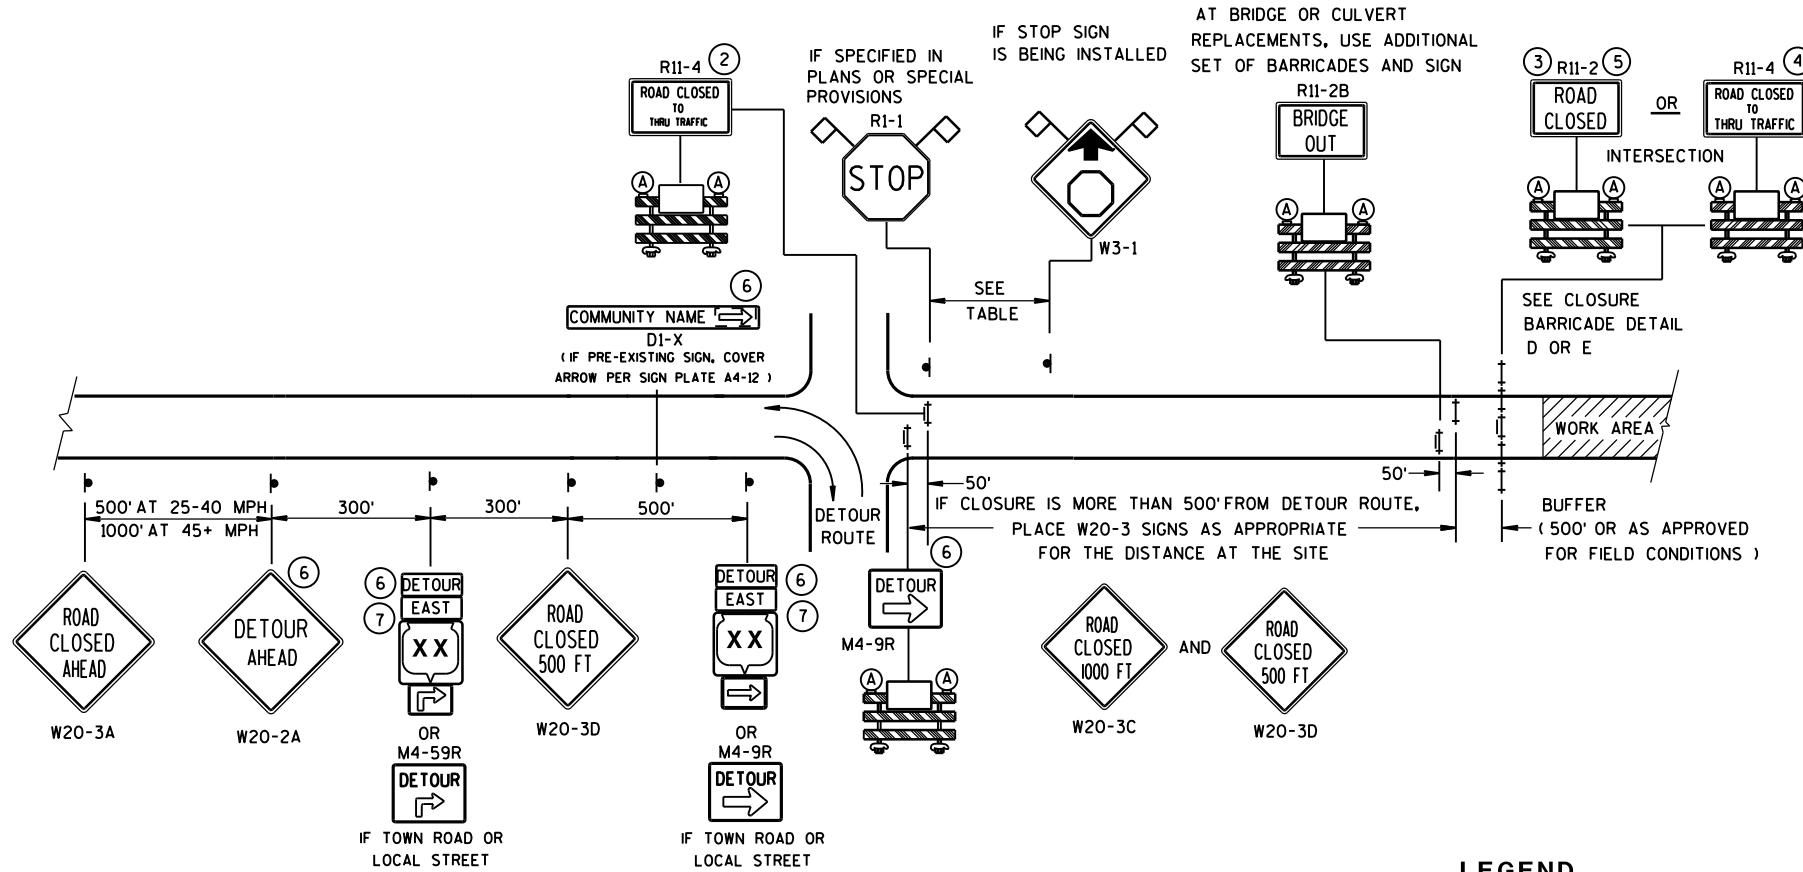 AT BRIDGE OR CULVERT
REPLACEMENTS, USE ADDITIONAL
SET OF BARRICADES AND SIGN
R11-2B
BRIDGE
OUT
A A
IF STOP SIGN
IS BEING INSTALLED
W3-1
IF SPECIFIED IN
PLANS OR SPECIAL
PROVISIONS
R1-1
STOP
R11-4 2
ROAD CLOSED
TO
THRU TRAFFIC
A A
3 R11-2 5
ROAD
CLOSED
OR
R11-4 4
ROAD CLOSED
TO
THRU TRAFFIC
INTERSECTION
A A
A A
SEE CLOSURE
BARRICADE DETAIL
D OR E
SEE
TABLE
6
COMMUNITY NAME
D1-X
(IF PRE-EXISTING SIGN, COVER
ARROW PER SIGN PLATE A4-12 )
WORK AREA
500' AT 25-40 MPH
1000' AT 45+ MPH
300'
300'
500'
DETOUR
ROUTE
50'
50'
IF CLOSURE IS MORE THAN 500' FROM DETOUR ROUTE,
PLACE W20-3 SIGNS AS APPROPRIATE
FOR THE DISTANCE AT THE SITE
BUFFER
( 500' OR AS APPROVED
FOR FIELD CONDITIONS )
ROAD
CLOSED
AHEAD
W20-3A
6
DETOUR
AHEAD
W20-2A
6
7
DETOUR
EAST
XX
OR
M4-59R
DETOUR
IF TOWN ROAD OR
LOCAL STREET
ROAD
CLOSED
500 FT
W20-3D
DETOUR 6
EAST
7
XX
OR
M4-9R
DETOUR
IF TOWN ROAD OR
LOCAL STREET
6
DETOUR
M4-9R
A A
ROAD
CLOSED
1000 FT
W20-3C
AND
ROAD
CLOSED
500 FT
W20-3D
LEGEND